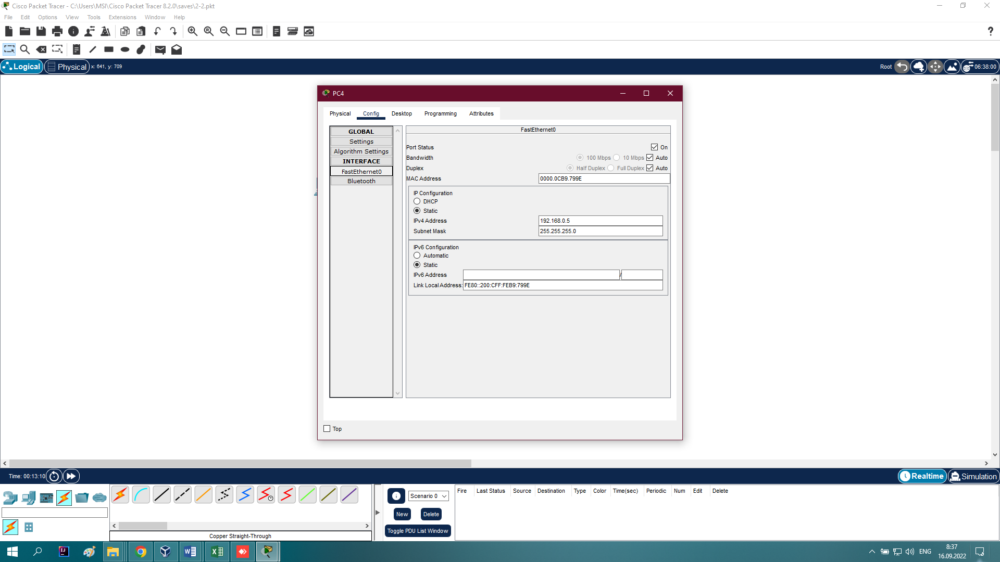 Cisco Packet Tracer - C:\Users\MSI\Cisco Packet Tracer 8.2.0\saves\2-2.pkt
File Edit Options View Tools Extensions Window Help
?
Logical Physical x: 641, y: 709 Root 06:38:00
PC4
Physical Config Desktop Programming Attributes
GLOBAL
Settings
Algorithm Settings
INTERFACE
FastEthernet0
Bluetooth
FastEthernet0
Port Status On
Bandwidth 100 Mbps 10 Mbps Auto
Duplex Half Duplex Full Duplex Auto
MAC Address 0000.0CB9.799E
IP Configuration
DHCP
Static
IPv4 Address 192.168.0.5
Subnet Mask 255.255.255.0
IPv6 Configuration
Automatic
Static
IPv6 Address /
Link Local Address: FE80::200:CFF:FEB9:799E
Top
Time: 00:13:10 Realtime Simulation
Scenario 0
New Delete
Toggle PDU List Window
Fire Last Status Source Destination Type Color Time(sec) Periodic Num Edit Delete
Copper Straight-Through
ENG
8:37
16.09.2022